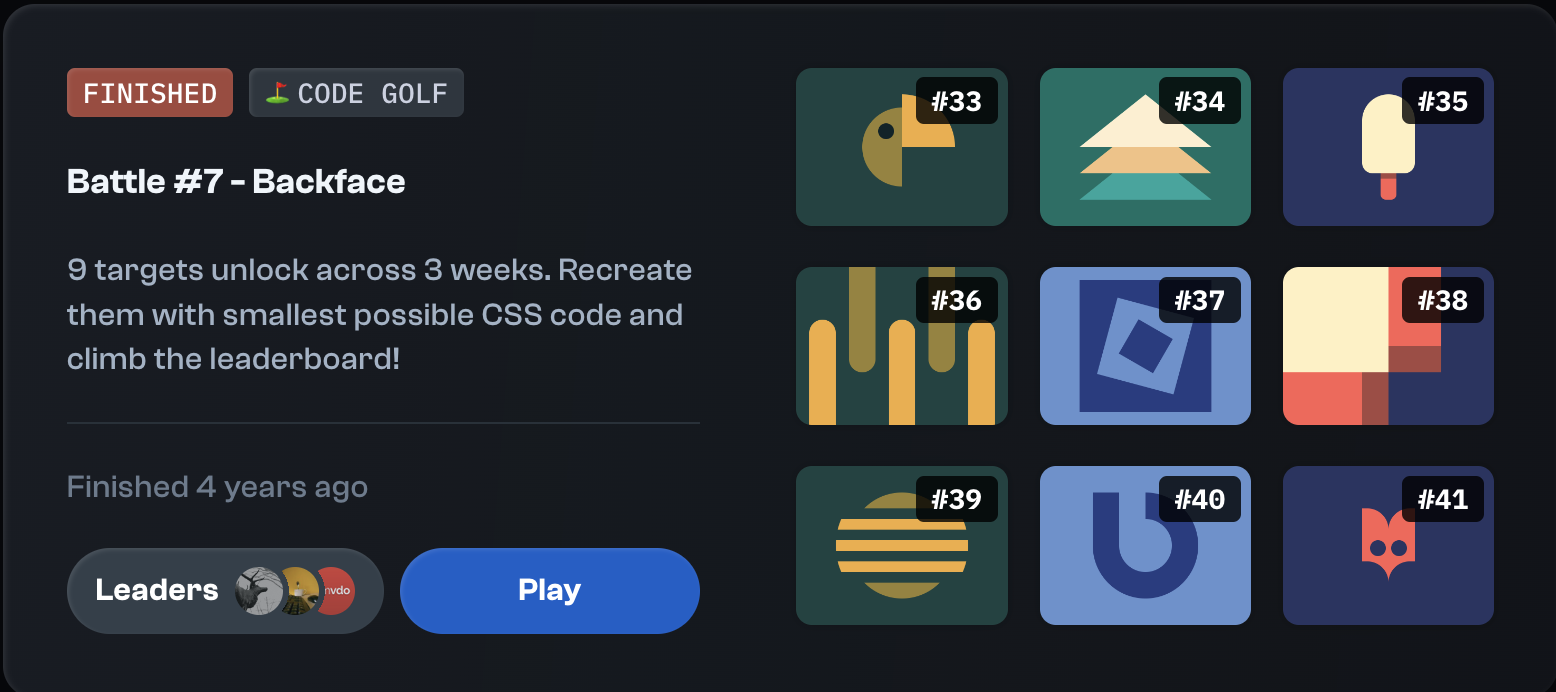 FINISHED
CODE GOLF
Battle #7 - Backface
9 targets unlock across 3 weeks. Recreate
them with smallest possible CSS code and
climb the leaderboard!
Finished 4 years ago
Leaders
nvdo
Play
#33
#34
#35
#36
#37
#38
#39
#40
#41